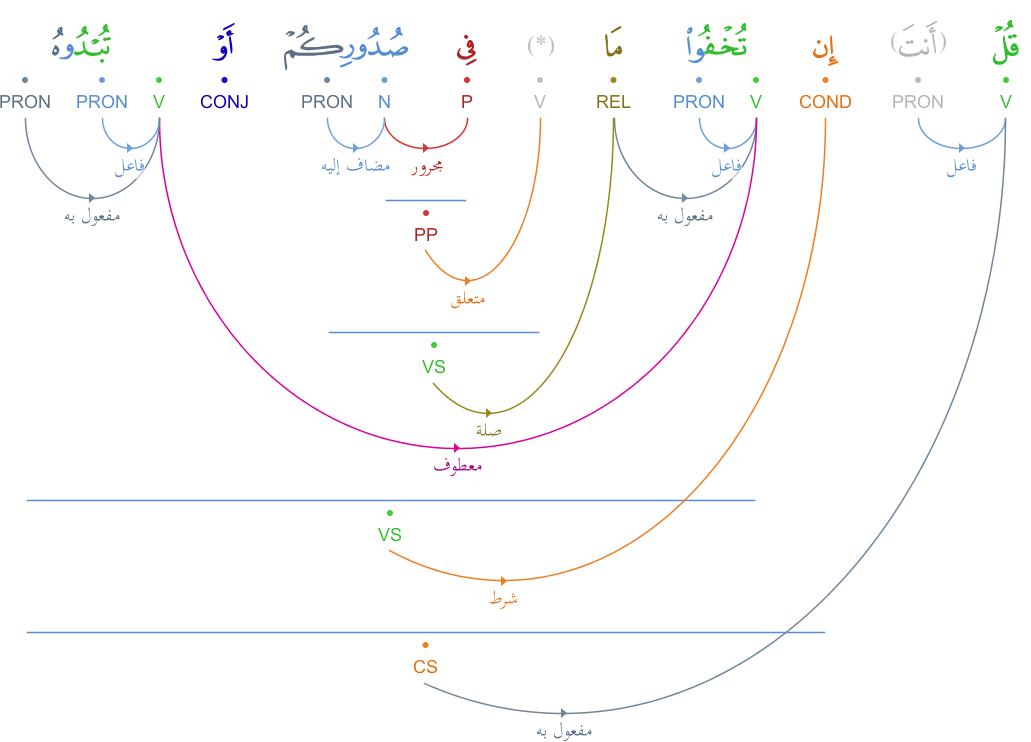 قُلْ (أَنتَ) إِن تُخْفُوا۟ مَا (*) فِى صُدُورِكُمْ أَوْ تُبْدُوهُ
V PRON COND V PRON REL V P N PRON CONJ V PRON PRON
فاعل فاعل مجرور مضاف إليه فاعل
مفعول به مفعول به
PP
متعلق
VS
صلة
معطوف
VS
شرط
CS
مفعول به